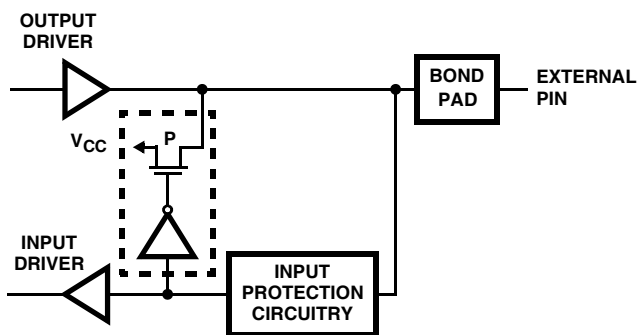 OUTPUT
DRIVER
BOND
PAD
EXTERNAL
PIN
VCC
P
INPUT
DRIVER
INPUT
PROTECTION
CIRCUITRY